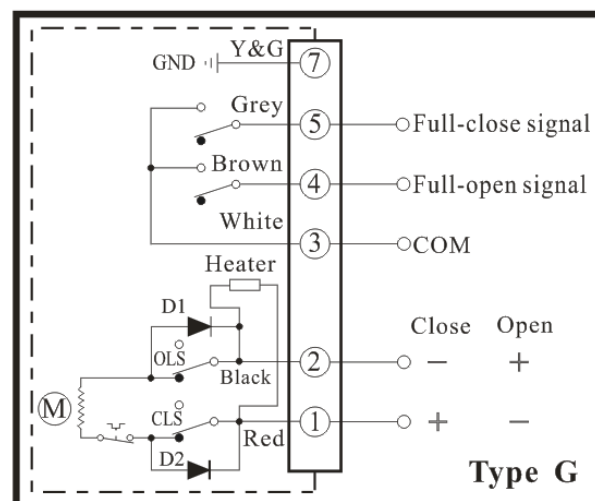 Y&G
GND
7
Grey
5
Full-close signal
Brown
4
Full-open signal
White
3
COM
Heater
D1
Close Open
OLS
2
− +
Black
M
CLS
1
+ −
Red
D2
Type G